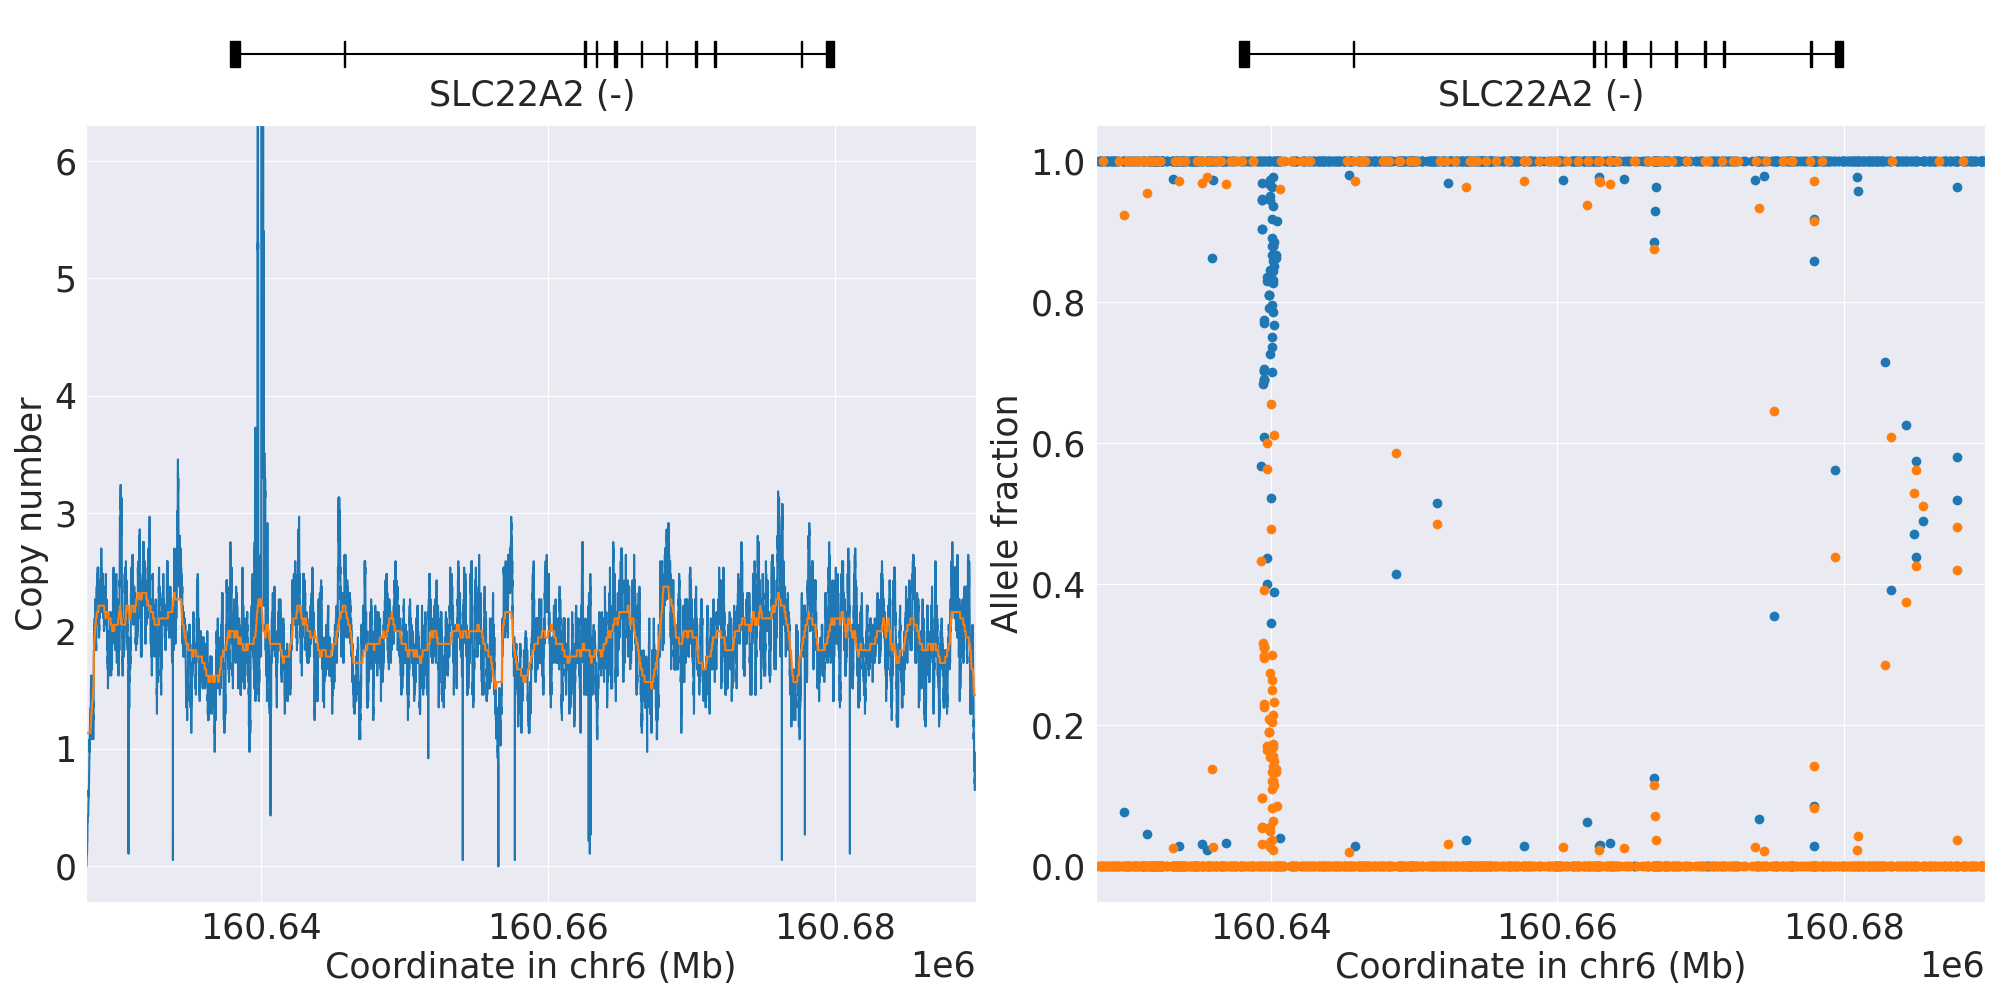 SLC22A2 (-)
6
5
4
3
2
1
0
Copy number
160.64
160.66
160.68
Coordinate in chr6 (Mb)
1e6
SLC22A2 (-)
1.0
0.8
0.6
0.4
0.2
0.0
Allele fraction
160.64
160.66
160.68
Coordinate in chr6 (Mb)
1e6